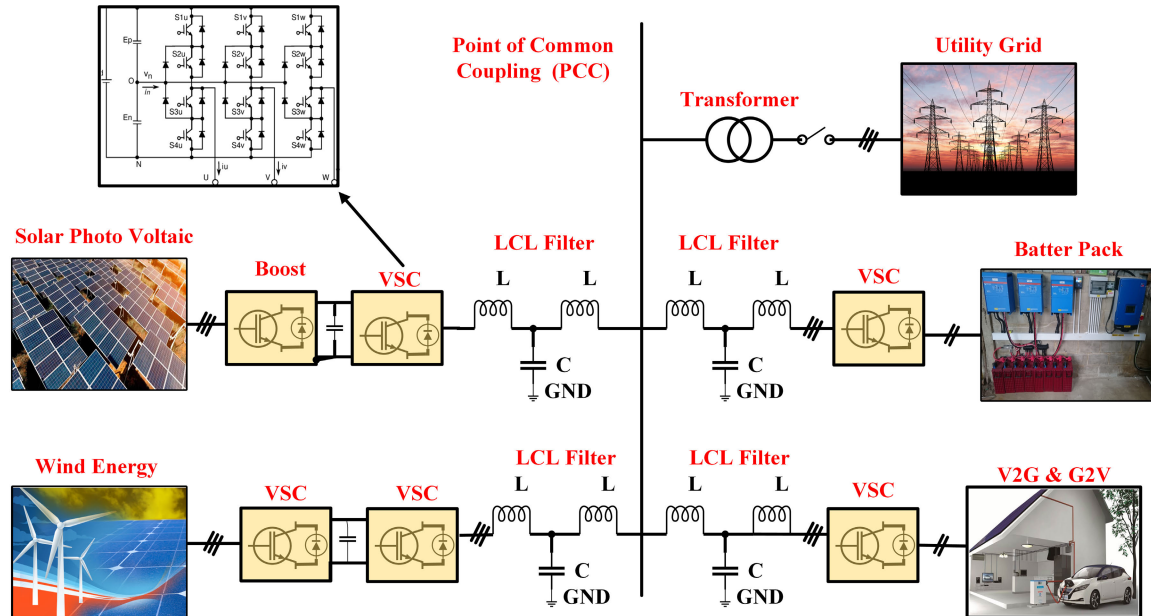 S1u
S1v
S1w
Ep
S2u
S2v
S2w
O
vn
in
S3u
S3v
S3w
En
S4u
S4v
S4w
N
iu
iv
U
V
W
Point of Common
Coupling (PCC)
Utility Grid
Transformer
Solar Photo Voltaic
Boost
VSC
LCL Filter
L
L
C
GND
LCL Filter
L
L
C
GND
VSC
Batter Pack
Wind Energy
VSC
VSC
LCL Filter
L
L
C
GND
LCL Filter
L
L
C
GND
VSC
V2G & G2V